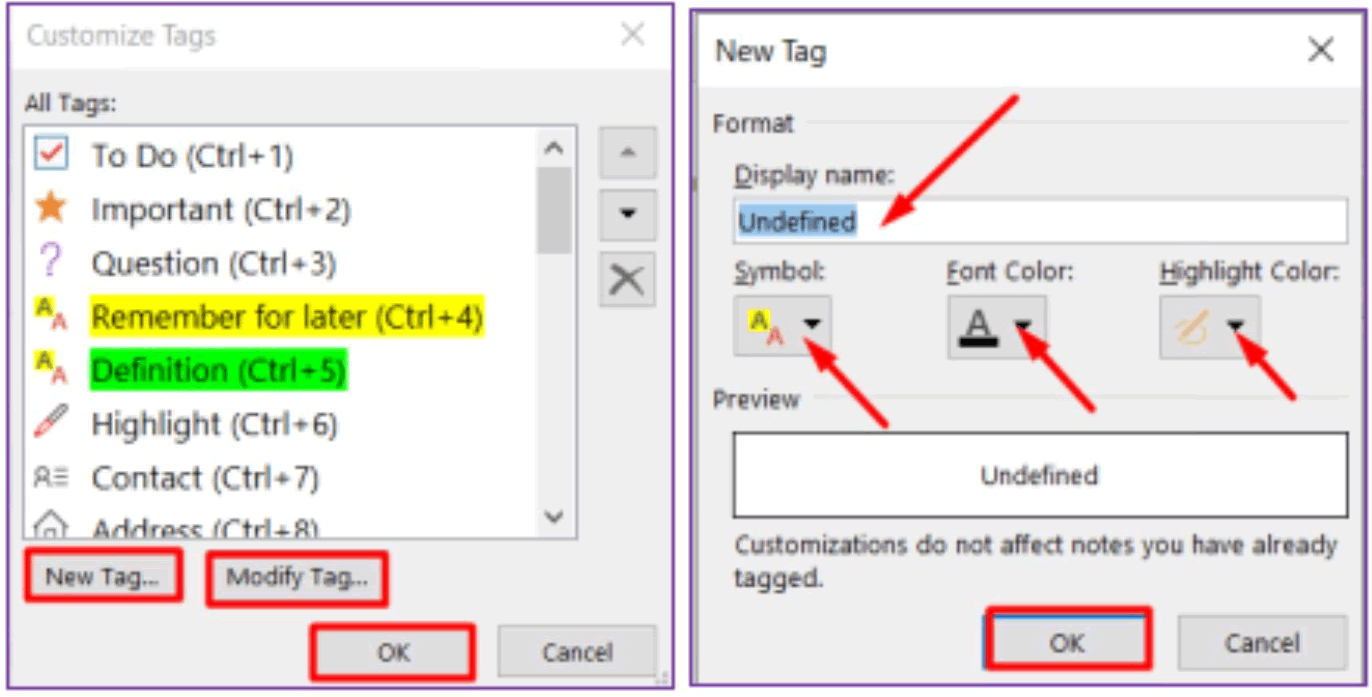 Customize Tags
All Tags:
To Do (Ctrl+1)
Important (Ctrl+2)
Question (Ctrl+3)
Remember for later (Ctrl+4)
Definition (Ctrl+5)
Highlight (Ctrl+6)
Contact (Ctrl+7)
Address (Ctrl+8)
New Tag...
Modify Tag...
OK
Cancel
New Tag
Format
Display name:
Undefined
Symbol:
Font Color:
Highlight Color:
Preview
Undefined
Customizations do not affect notes you have already
tagged.
OK
Cancel